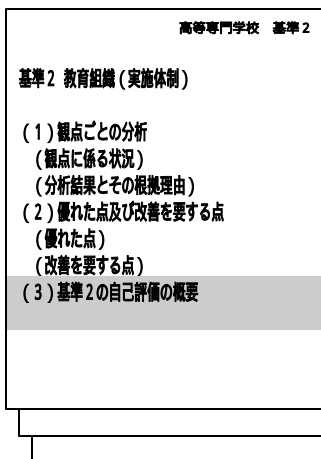 高等専門学校 基準2
基準2 教育組織(実施体制)
(1)観点ごとの分析
(観点に係る状況)
(分析結果とその根拠理由)
(2)優れた点及び改善を要する点
(優れた点)
(改善を要する点)
(3)基準2の自己評価の概要